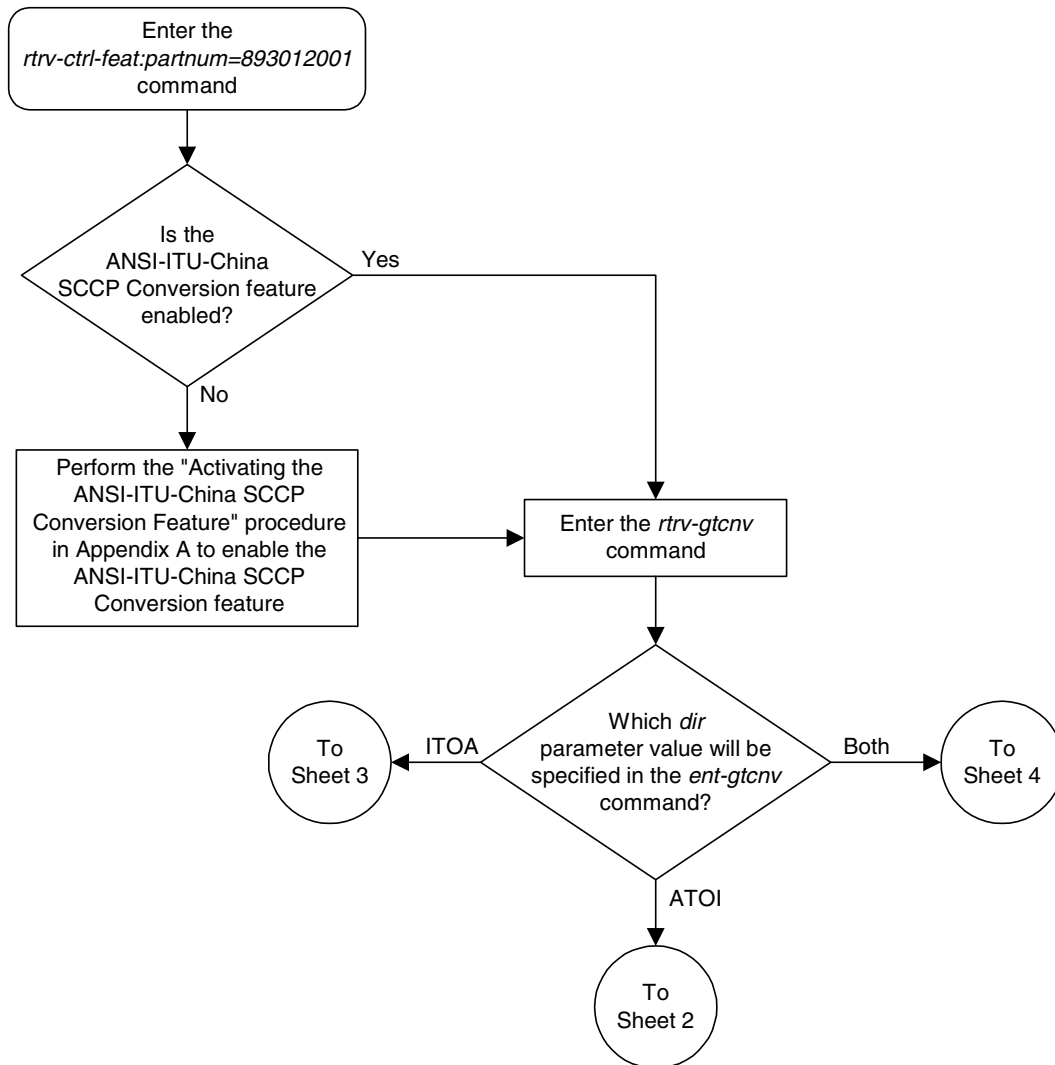 Enter the
rtrv-ctrl-feat:partnum=893012001
command
Is the
ANSI-ITU-China
SCCP Conversion feature
enabled?
Yes
No
Perform the "Activating the
ANSI-ITU-China SCCP
Conversion Feature" procedure
in Appendix A to enable the
ANSI-ITU-China SCCP
Conversion feature
Enter the rtrv-gtcnv
command
Which dir
parameter value will be
specified in the ent-gtcnv
command?
ITOA
To
Sheet 3
Both
To
Sheet 4
ATOI
To
Sheet 2